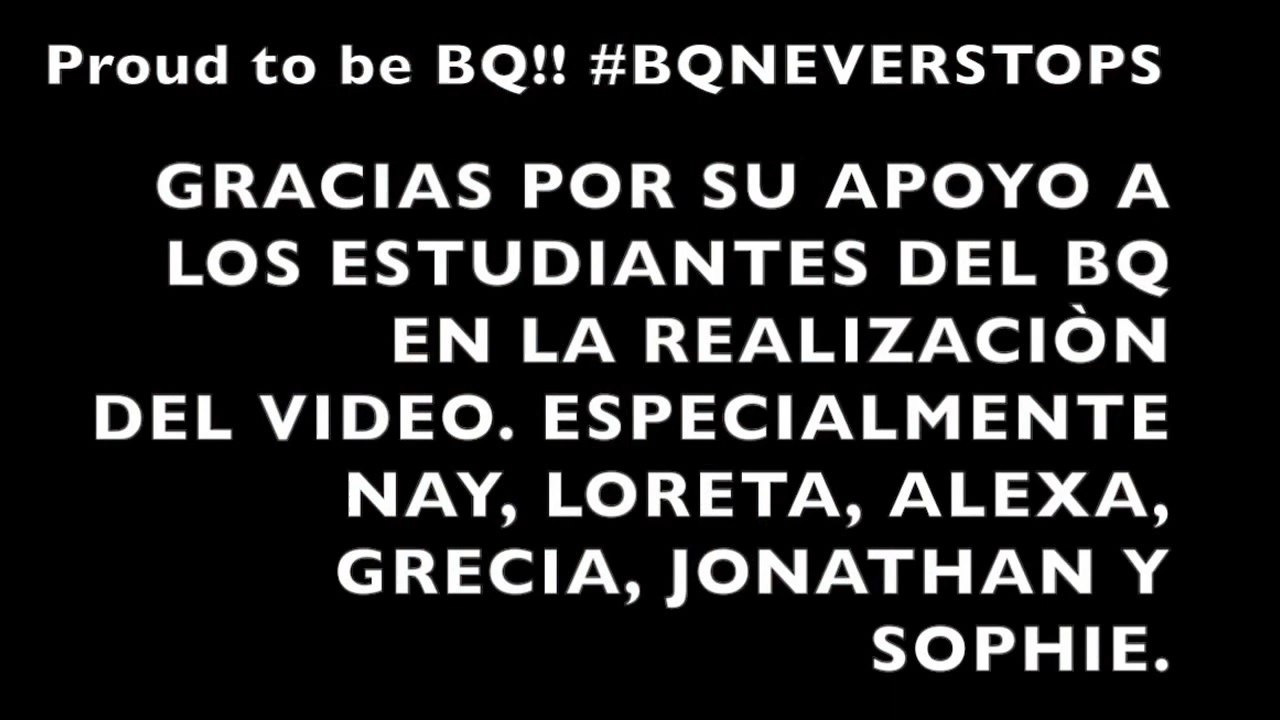 Proud to be BQ!! #BQNEVERSTOPS
GRACIAS POR SU APOYO A
LOS ESTUDIANTES DEL BQ
EN LA REALIZACIÒN
DEL VIDEO. ESPECIALMENTE
NAY, LORETA, ALEXA,
GRECIA, JONATHAN Y
SOPHIE.